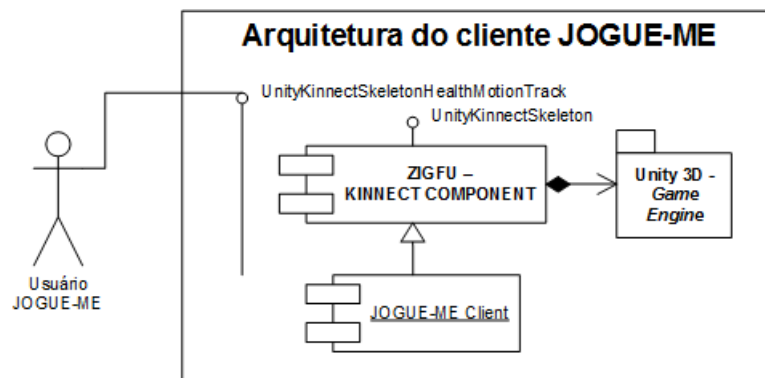 Arquitetura do cliente JOGUE-ME
UnityKinnectSkeletonHealthMotionTrack
UnityKinnectSkeleton
ZIGFU –
KINNECT COMPONENT
Unity 3D -
Game
Engine
Usuário
JOGUE-ME
JOGUE-ME Client